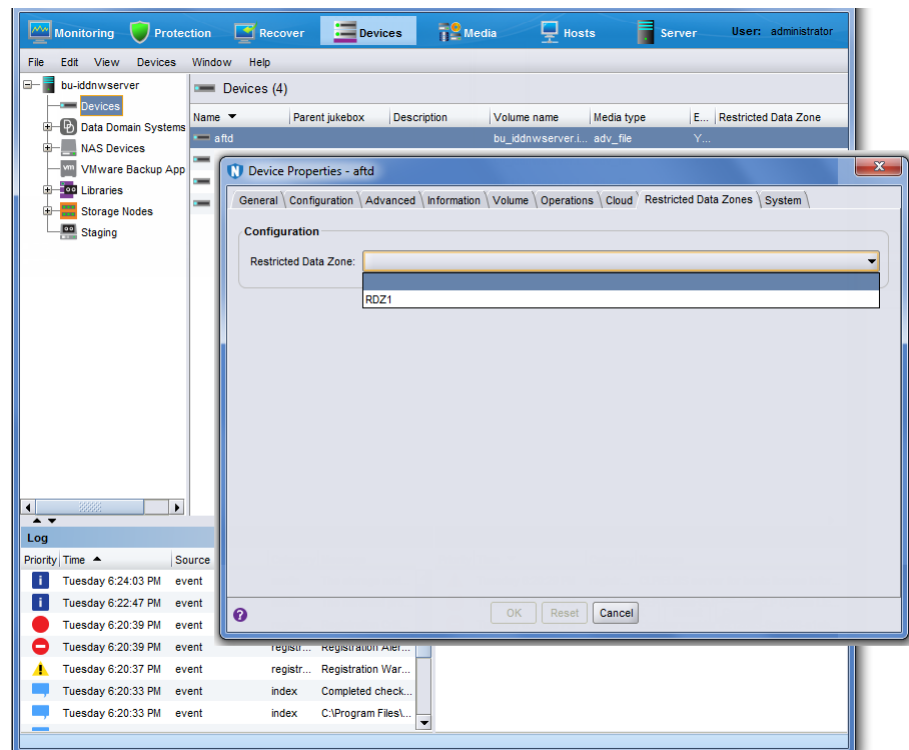 Monitoring Protection Recover Devices Media Hosts Server User: administrator
File Edit View Devices Window Help
bu-iddnwserver
Devices
Data Domain Systems
NAS Devices
VMware Backup App
Libraries
Storage Nodes
Staging
Devices (4)
Name Parent jukebox Description Volume name Media type E... Restricted Data Zone
aftd bu_iddnwserver.i... adv_file Y...
Device Properties - aftd
General Configuration Advanced Information Volume Operations Cloud Restricted Data Zones System
Configuration
Restricted Data Zone:
RDZ1
OK Reset Cancel
Log
Priority Time Source
Tuesday 6:24:03 PM event
Tuesday 6:22:47 PM event
Tuesday 6:20:39 PM event
Tuesday 6:20:39 PM event registr... Registration Aler...
Tuesday 6:20:37 PM event registr... Registration War...
Tuesday 6:20:33 PM event index Completed check...
Tuesday 6:20:33 PM event index C:\Program Files\...